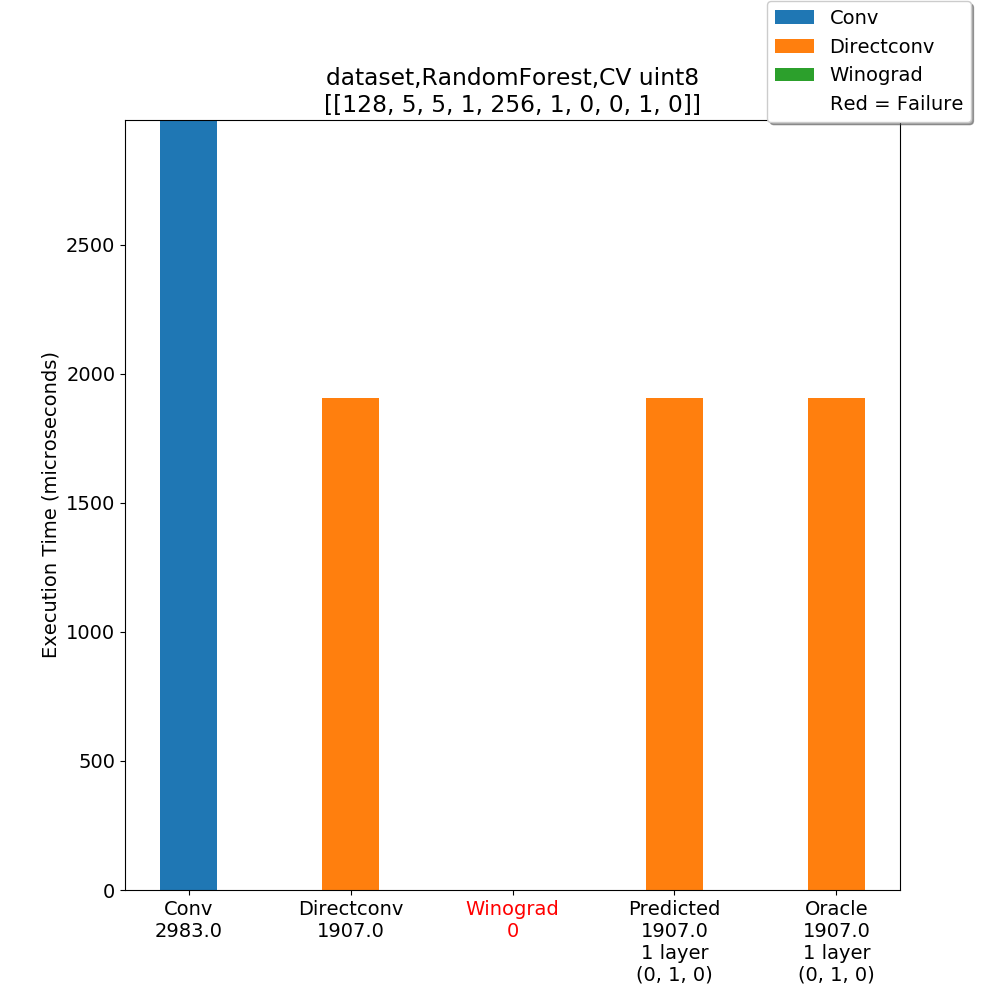 Conv
Directconv
Winograd
Red = Failure
dataset,RandomForest,CV uint8
[[128, 5, 5, 1, 256, 1, 0, 0, 1, 0]]
Execution Time (microseconds)
2500
2000
1500
1000
500
0
Conv
2983.0
Directconv
1907.0
Winograd
0
Predicted
1907.0
1 layer
(0, 1, 0)
Oracle
1907.0
1 layer
(0, 1, 0)